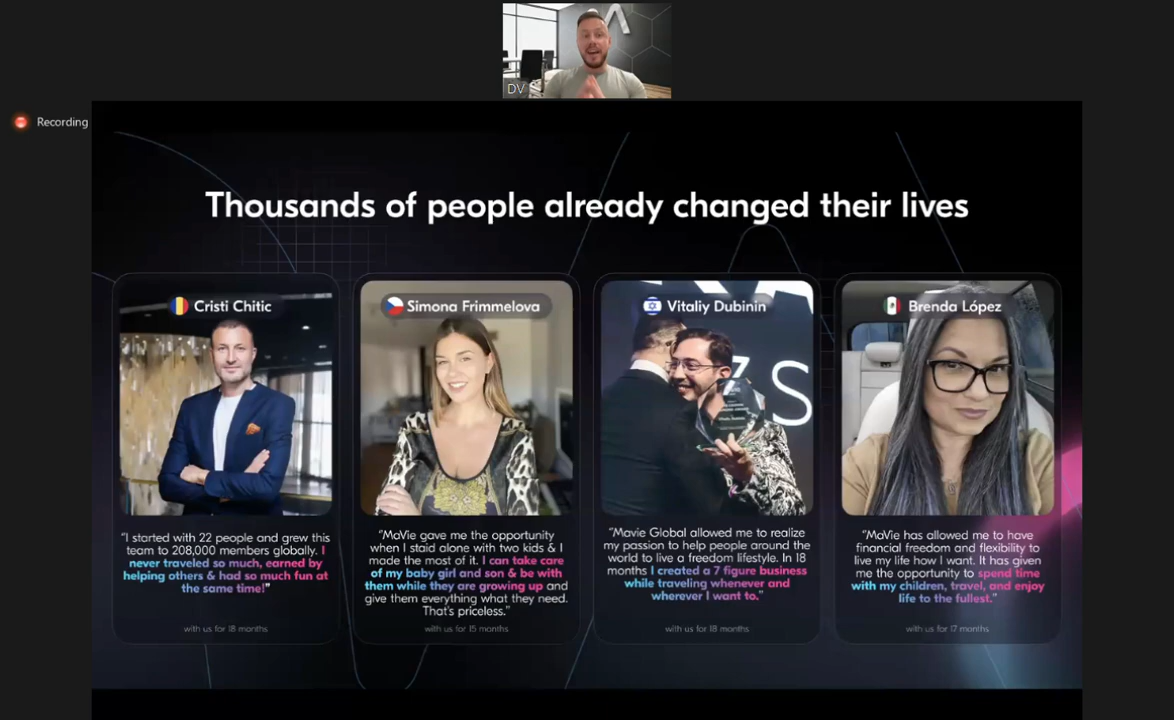 DV
Recording
Thousands of people already changed their lives
Cristi Chitic
"I started with 22 people and grew this
team to 208,000 members globally. I
never traveled so much, earned by
helping others & had so much fun at
the same time!"
with us for 18 months
Simona Frimmelova
"MaVie gave me the opportunity
when I staid alone with two kids & I
made the most of it. I can take care
of my baby girl and son & be with
them while they are growing up and
give them everything what they need.
That's priceless."
with us for 15 months
Vitaliy Dubinin
"Mavie Global allowed me to realize
my passion to help people around the
world to live a freedom lifestyle. In 18
months I created a 7 figure business
while traveling whenever and
wherever I want to."
with us for 18 months
Brenda López
"MaVie has allowed me to have
financial freedom and flexibility to
live my life how I want. It has given
me the opportunity to spend time
with my children, travel, and enjoy
life to the fullest."
with us for 17 months